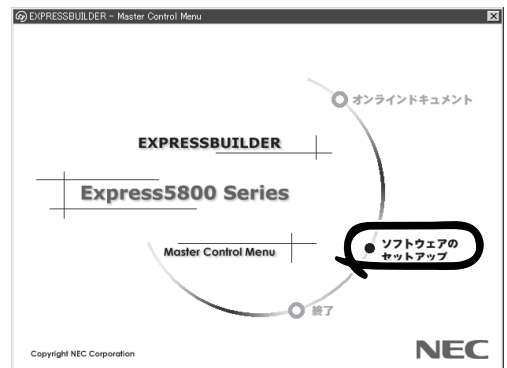 EXPRESSBUILDER - Master Control Menu
オンラインドキュメント
EXPRESSBUILDER
Express5800 Series
Master Control Menu
ソフトウェアの
セットアップ
終了
Copyright NEC Corporation
NEC